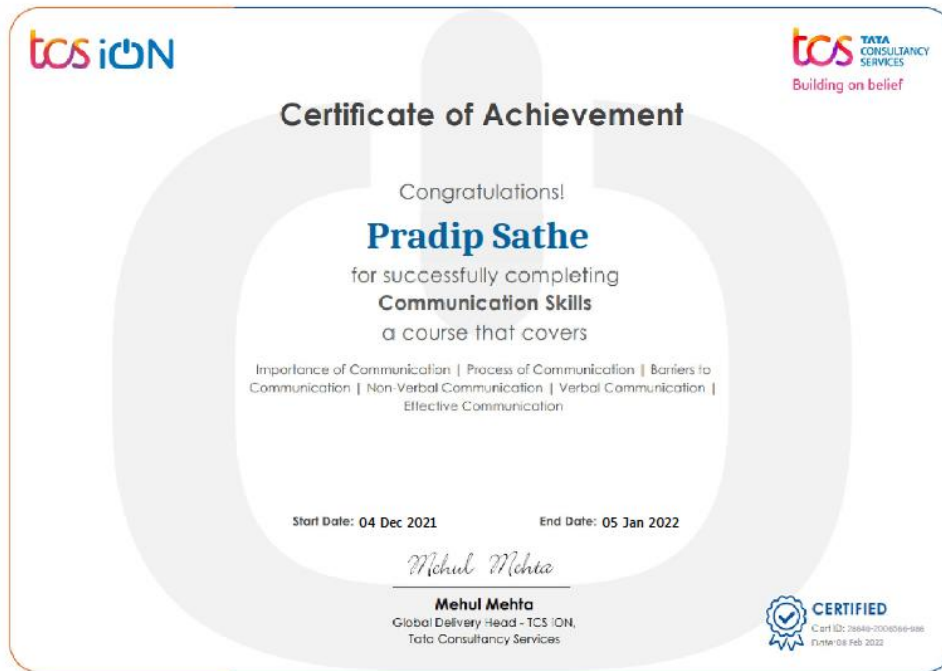 tcs iON
tcs TATA
CONSULTANCY
SERVICES
Building on belief
Certificate of Achievement
Congratulations!
Pradip Sathe
for successfully completing
Communication Skills
a course that covers
Importance of Communication | Process of Communication | Barriers to
Communication | Non-Verbal Communication | Verbal Communication |
Effective Communication
Start Date: 04 Dec 2021 End Date: 05 Jan 2022
Mehul Mehta
Mehul Mehta
Global Delivery Head - TCS iON,
Tata Consultancy Services
CERTIFIED
Cert ID:
Date: 08 Feb 2022